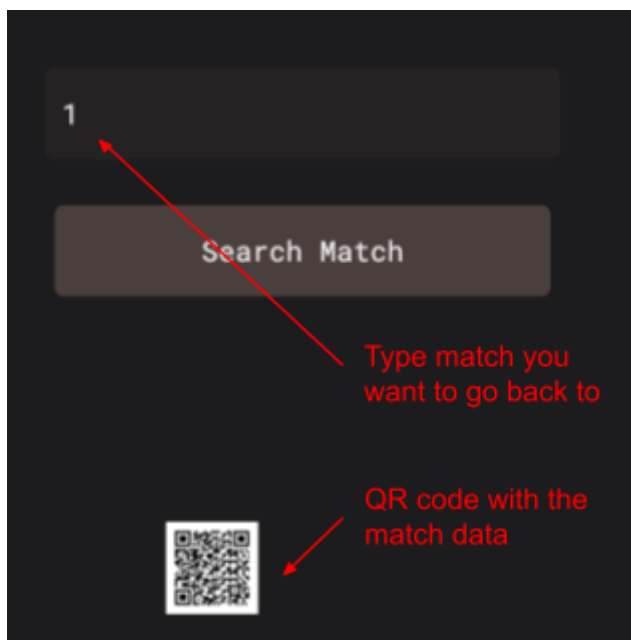 1
Search Match
Type match you
want to go back to
QR code with the
match data